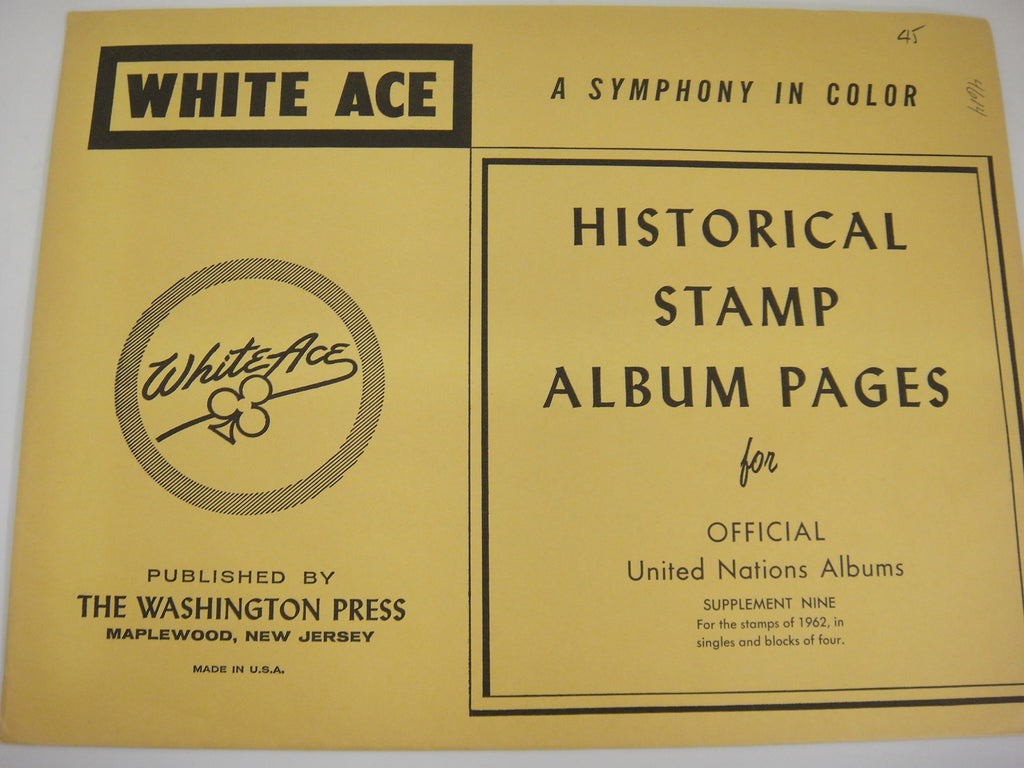 WHITE ACE
A SYMPHONY IN COLOR
45
HISTORICAL
STAMP
ALBUM PAGES
for
OFFICIAL
United Nations Albums
SUPPLEMENT NINE
For the stamps of 1962, in
singles and blocks of four.
White Ace
PUBLISHED BY
THE WASHINGTON PRESS
MAPLEWOOD, NEW JERSEY
MADE IN U.S.A.